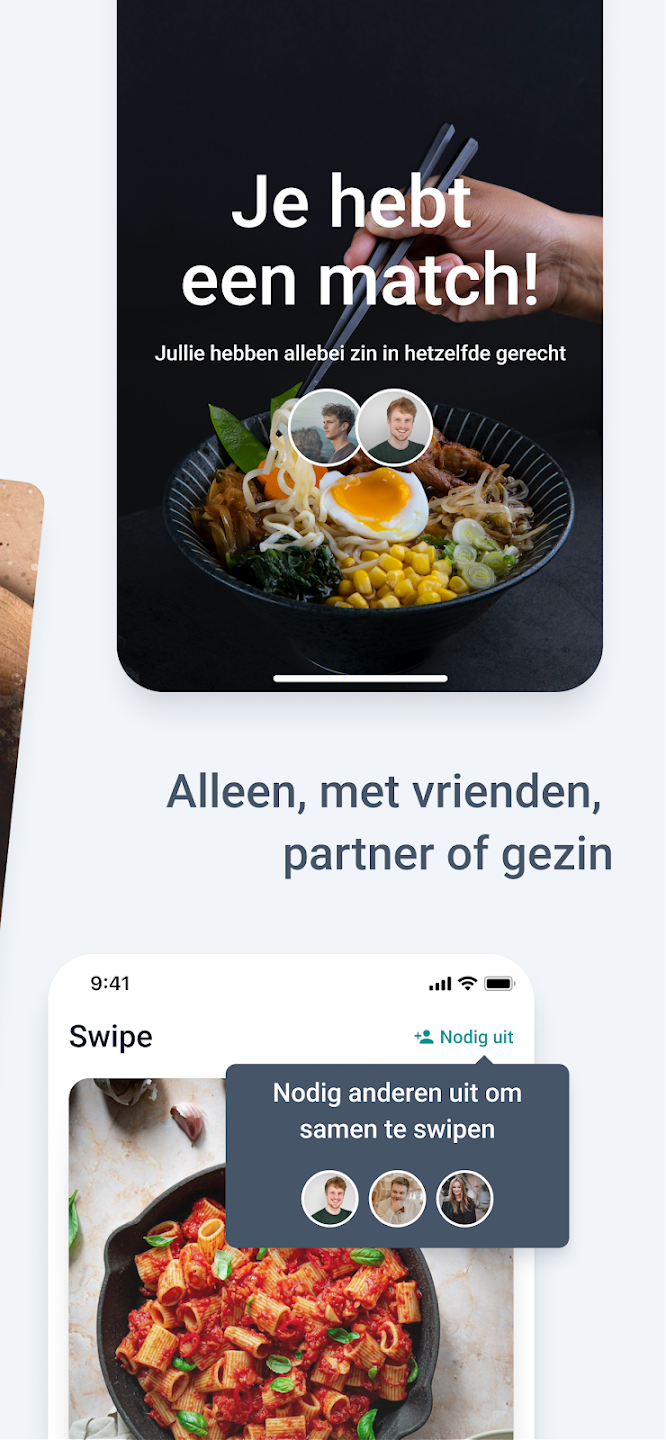 Je hebt
een match!
Jullie hebben allebei zin in hetzelfde gerecht
Alleen, met vrienden,
partner of gezin
9:41
Swipe
Nodig uit
Nodig anderen uit om
samen te swipen